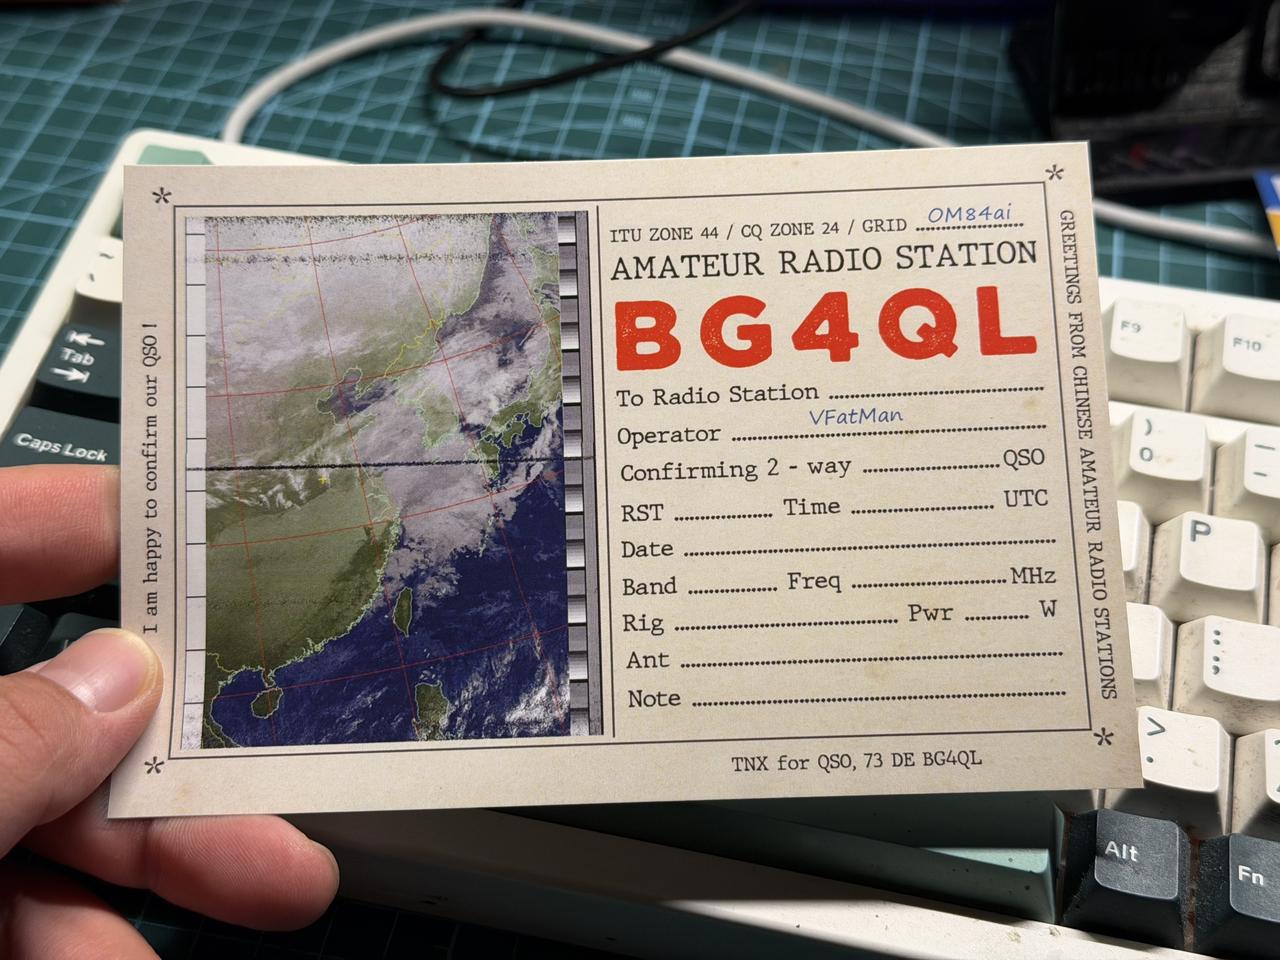 I am happy to confirm our QSO!
ITU ZONE 44 / CQ ZONE 24 / GRID OM84ai
AMATEUR RADIO STATION
BG4QL
To Radio Station
Operator VFatMan
Confirming 2 - way QSO
RST Time UTC
Date
Band Freq MHz
Rig Pwr W
Ant
Note
TNX for QSO, 73 DE BG4QL
GREETINGS FROM CHINESE AMATEUR RADIO STATIONS
~ `
Tab
Caps Lock
F9
F10
) 0
P
: ;
> .
Alt
Fn